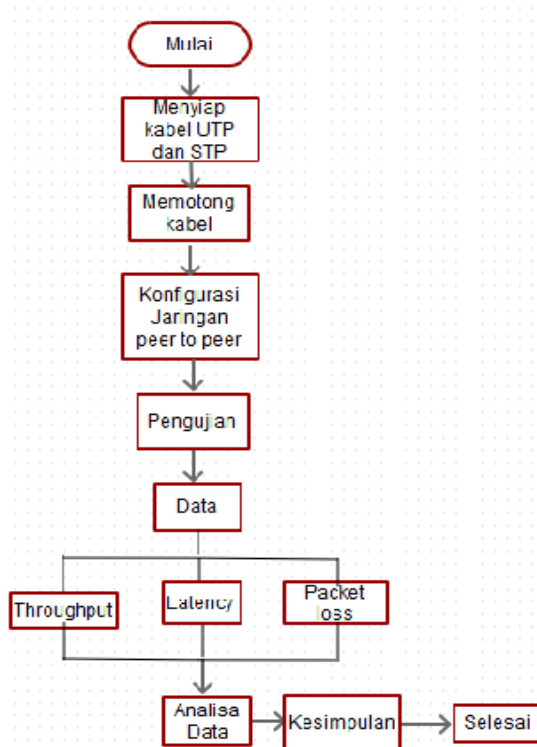 Mulai
Menyiap
kabel UTP
dan STP
Memotong
kabel
Konfigurasi
Jaringan
peer to peer
Pengujian
Data
Throughput
Latency
Packet
loss
Analisa
Data
Kesimpulan
Selesai